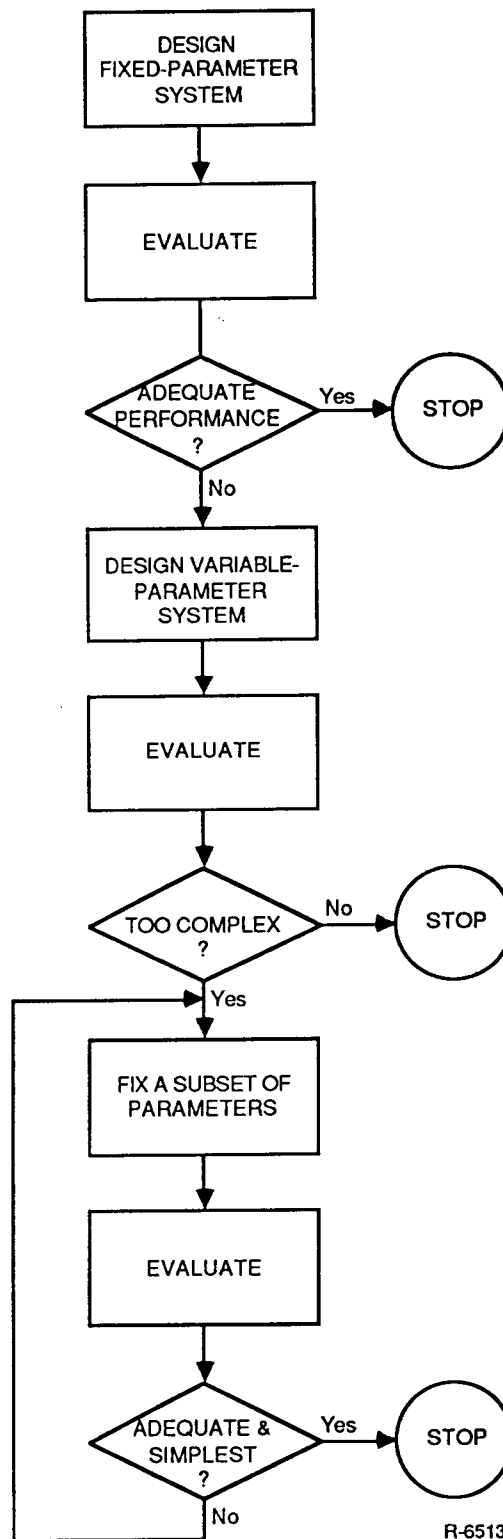 DESIGN
FIXED-PARAMETER
SYSTEM
EVALUATE
ADEQUATE
PERFORMANCE
?
Yes
STOP
No
DESIGN VARIABLE-
PARAMETER
SYSTEM
EVALUATE
TOO COMPLEX
?
No
STOP
Yes
FIX A SUBSET OF
PARAMETERS
EVALUATE
ADEQUATE &
SIMPLEST
?
Yes
STOP
No
R-6513